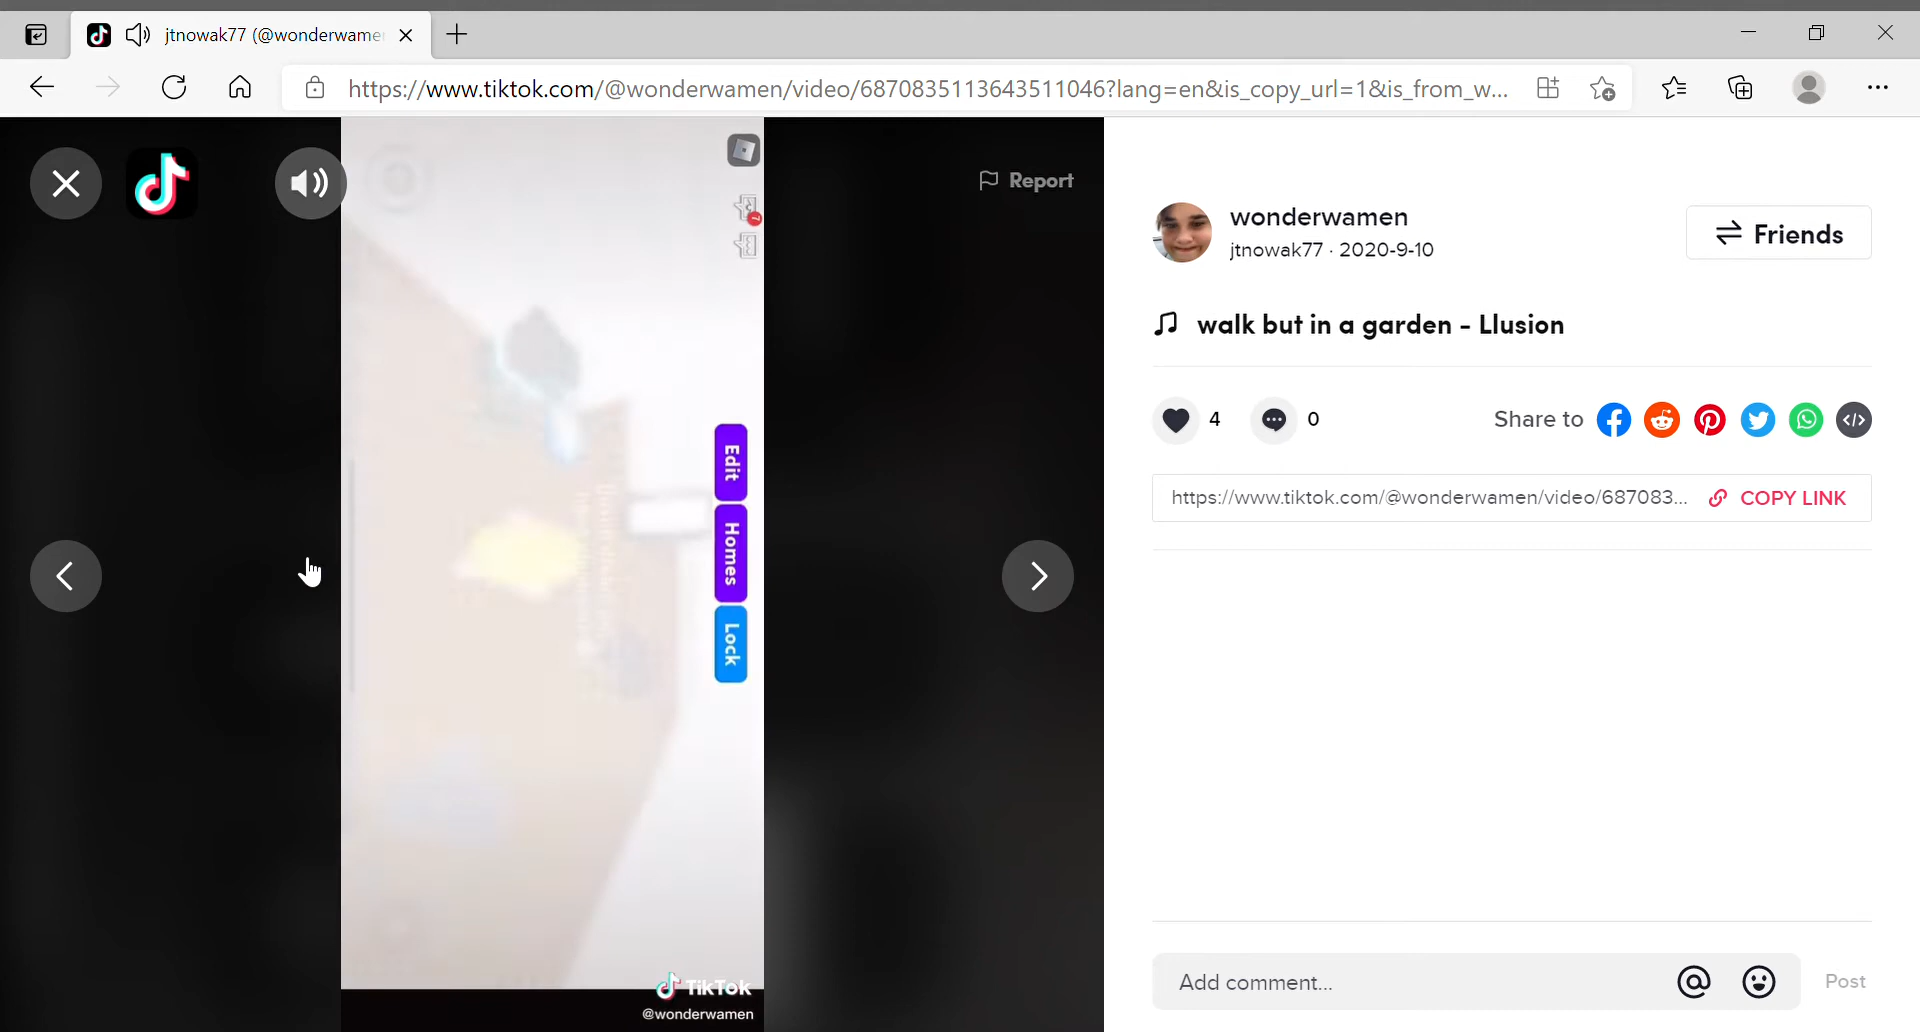 jtnowak77 (@wonderwame
https://www.tiktok.com/@wonderwamen/video/6870835113643511046?lang=en&is_copy_url=1&is_from_w...
Report
wonderwamen
jtnowak77 · 2020-9-10
Friends
walk but in a garden - Llusion
4
0
Share to
https://www.tiktok.com/@wonderwamen/video/687083...
COPY LINK
Edit
Homes
Lock
TikTok
@wonderwamen
Add comment...
Post